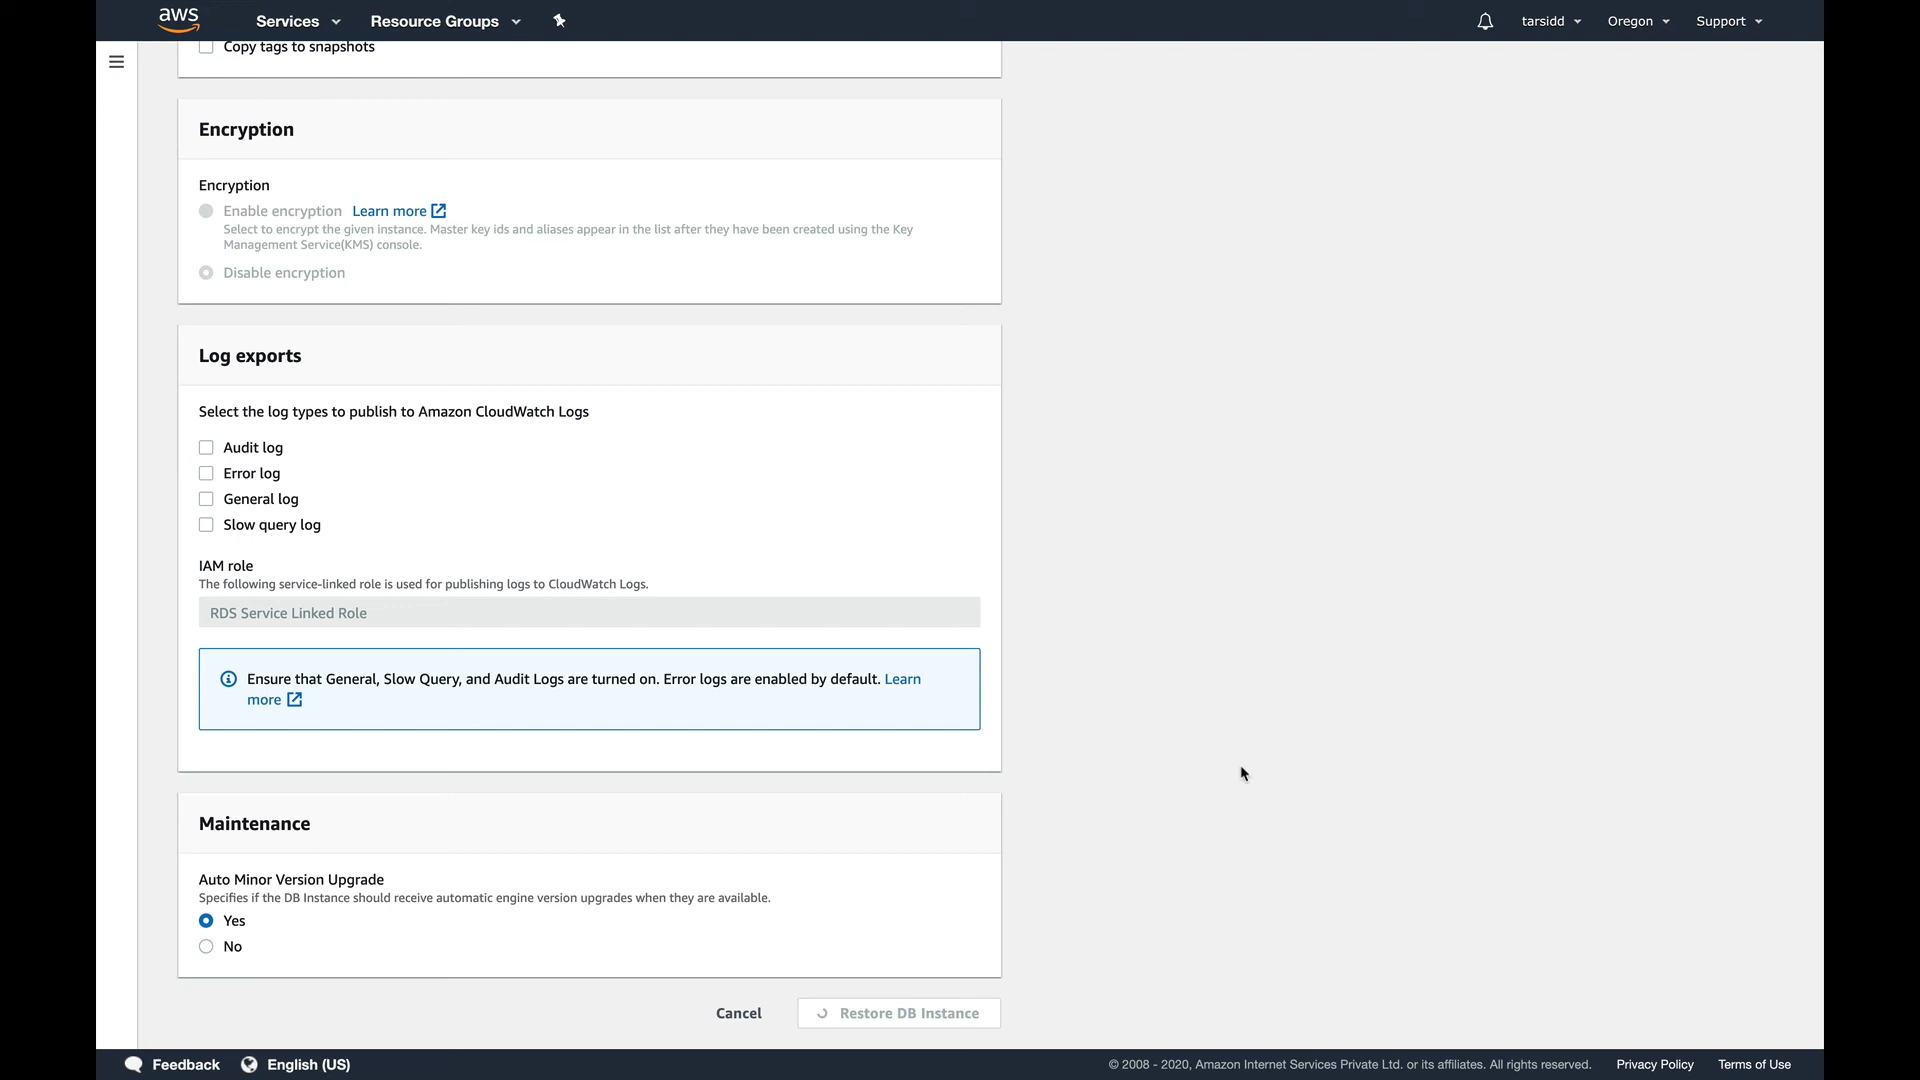 aws
Services
Resource Groups
tarsidd
Oregon
Support
Copy tags to snapshots
Encryption
Encryption
Enable encryption Learn more
Select to encrypt the given instance. Master key ids and aliases appear in the list after they have been created using the Key
Management Service(KMS) console.
Disable encryption
Log exports
Select the log types to publish to Amazon CloudWatch Logs
Audit log
Error log
General log
Slow query log
IAM role
The following service-linked role is used for publishing logs to CloudWatch Logs.
RDS Service Linked Role
Ensure that General, Slow Query, and Audit Logs are turned on. Error logs are enabled by default. Learn
more
Maintenance
Auto Minor Version Upgrade
Specifies if the DB Instance should receive automatic engine version upgrades when they are available.
Yes
No
Cancel
Restore DB Instance
Feedback
English (US)
© 2008 - 2020, Amazon Internet Services Private Ltd. or its affiliates. All rights reserved.
Privacy Policy
Terms of Use